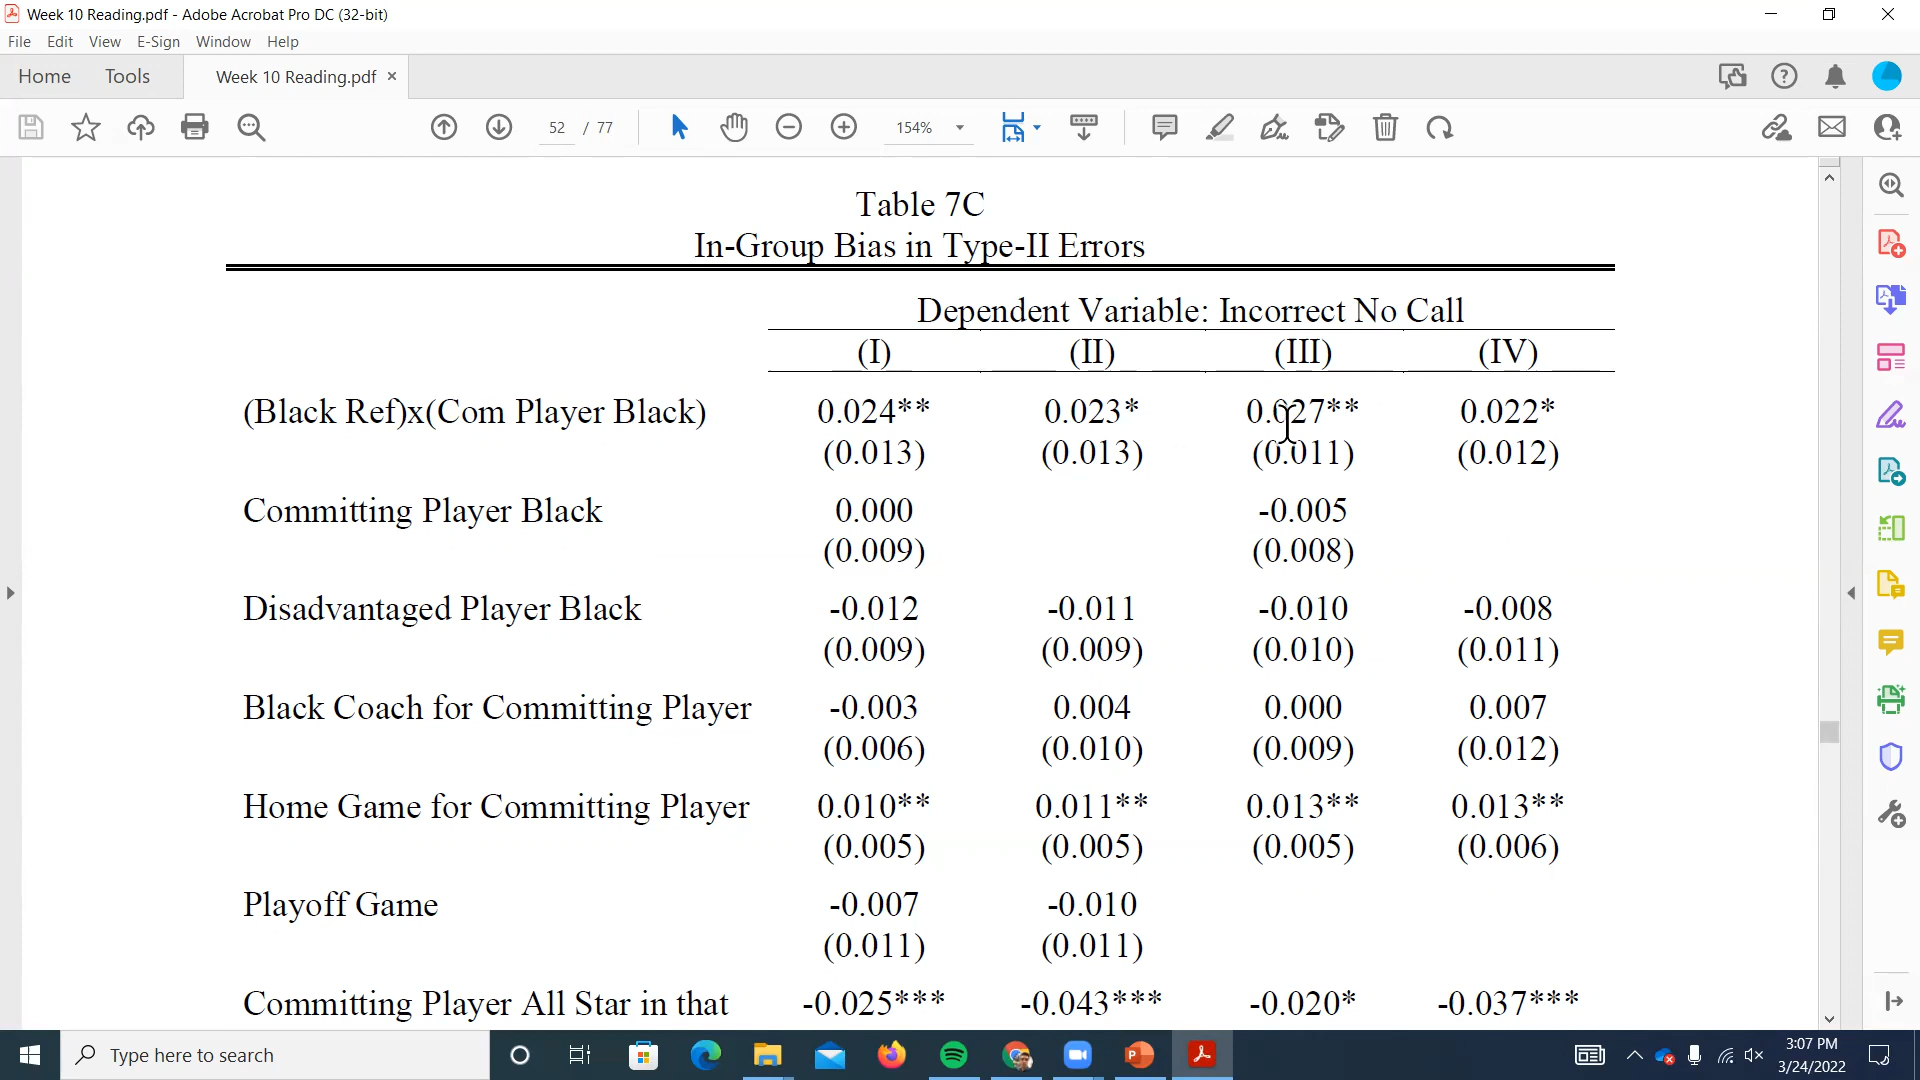 Week 10 Reading.pdf - Adobe Acrobat Pro DC (32-bit)
File Edit View E-Sign Window Help
Home Tools Week 10 Reading.pdf ×
52 / 77 154%
Table 7C
In-Group Bias in Type-II Errors
Dependent Variable: Incorrect No Call
(I) (II) (III) (IV)
(Black Ref)x(Com Player Black) 0.024** 0.023* 0.027** 0.022*
(0.013) (0.013) (0.011) (0.012)
Committing Player Black 0.000 -0.005
(0.009) (0.008)
Disadvantaged Player Black -0.012 -0.011 -0.010 -0.008
(0.009) (0.009) (0.010) (0.011)
Black Coach for Committing Player -0.003 0.004 0.000 0.007
(0.006) (0.010) (0.009) (0.012)
Home Game for Committing Player 0.010** 0.011** 0.013** 0.013**
(0.005) (0.005) (0.005) (0.006)
Playoff Game -0.007 -0.010
(0.011) (0.011)
Committing Player All Star in that -0.025*** -0.043*** -0.020* -0.037***
Type here to search
3:07 PM
3/24/2022